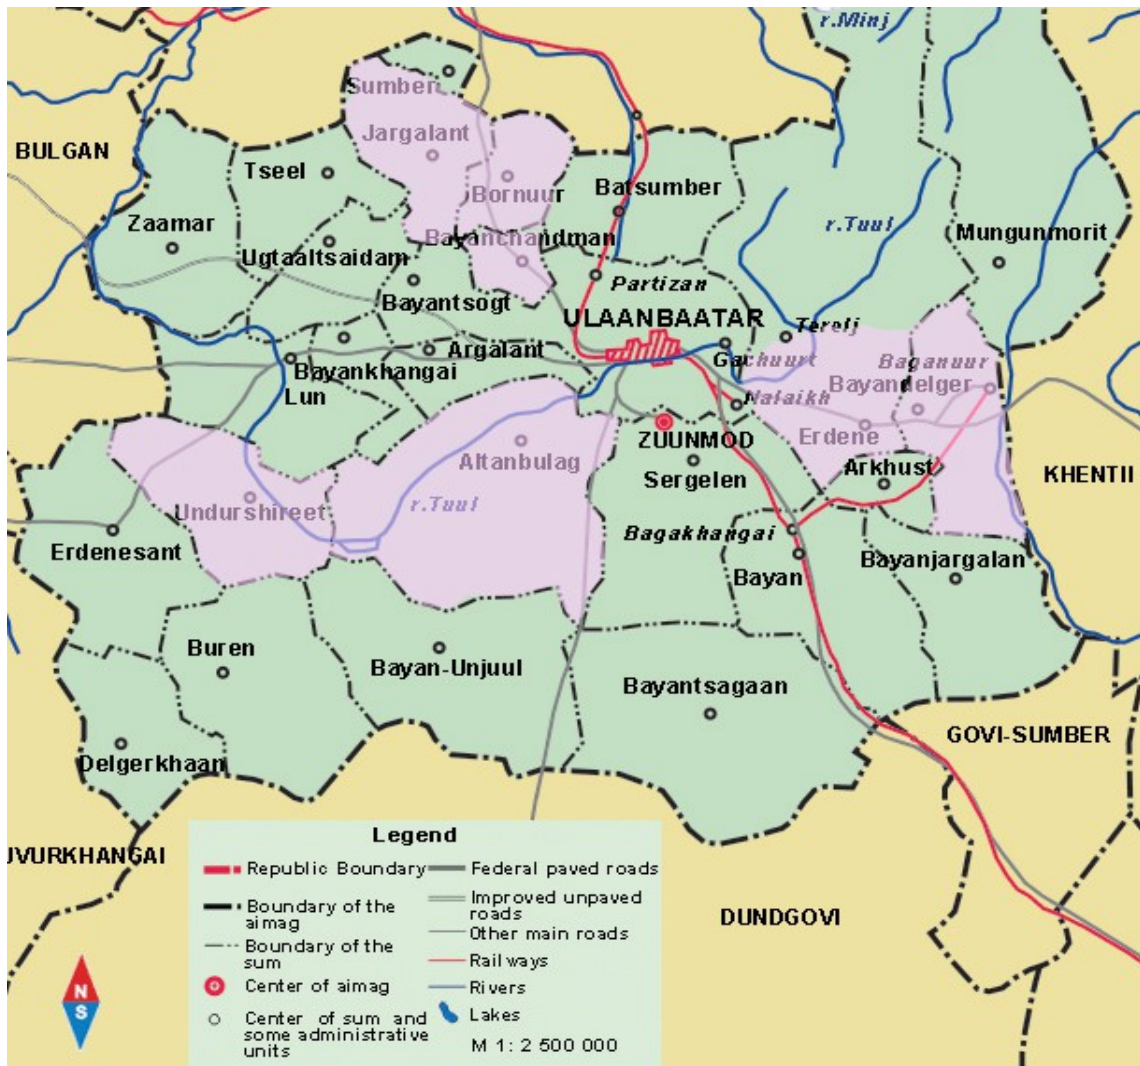 r.Minj
Sumber
BULGAN
Jargalant
Tseel
Bornuur
Batsumber
Zaamar
r.Tuul
Mungunmorit
Bayanchandman
Ugtaaltsaidam
Partizan
Bayantsogt
ULAANBAATAR
Terelj
Argalant
Gachuurt
Baganuur
Bayankhangai
Bayandelger
Lun
Nalaikh
ZUUNMOD
Erdene
Altanbulag
Arkhust
Sergelen
KHENTII
Undurshireet
r.Tuul
Bagakhangai
Erdenesant
Bayan
Bayanjargalan
Buren
Bayan-Unjuul
Bayantsagaan
GOVI-SUMBER
Delgerkhaan
UVURKHANGAI
DUNDGOVI
Legend
Republic Boundary
Boundary of the
aimag
Boundary of the
sum
Center of aimag
Center of sum and
some administrative
units
Federal paved roads
Improved unpaved
roads
Other main roads
Railways
Rivers
Lakes
M 1: 2 500 000
N
S